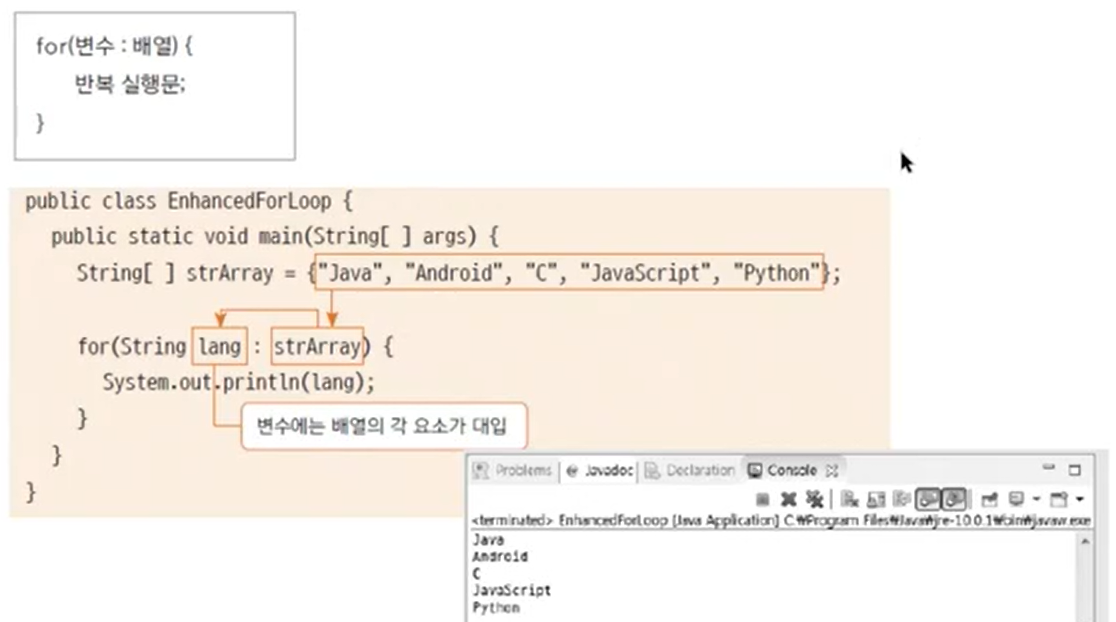 for(변수 : 배열) {
반복 실행문;
}
public class EnhancedForLoop {
public static void main(String[ ] args) {
String[ ] strArray = {"Java", "Android", "C", "JavaScript", "Python"};
for(String lang : strArray) {
System.out.println(lang);
}
변수에는 배열의 각 요소가 대입
}
}
Problems @ Javadoc Declaration Console
<terminated> EnhancedForLoop [Java Application] C:₩Program Files₩Java₩jre-10.0.1₩bin₩javaw.exe
Java
Android
C
JavaScript
Python